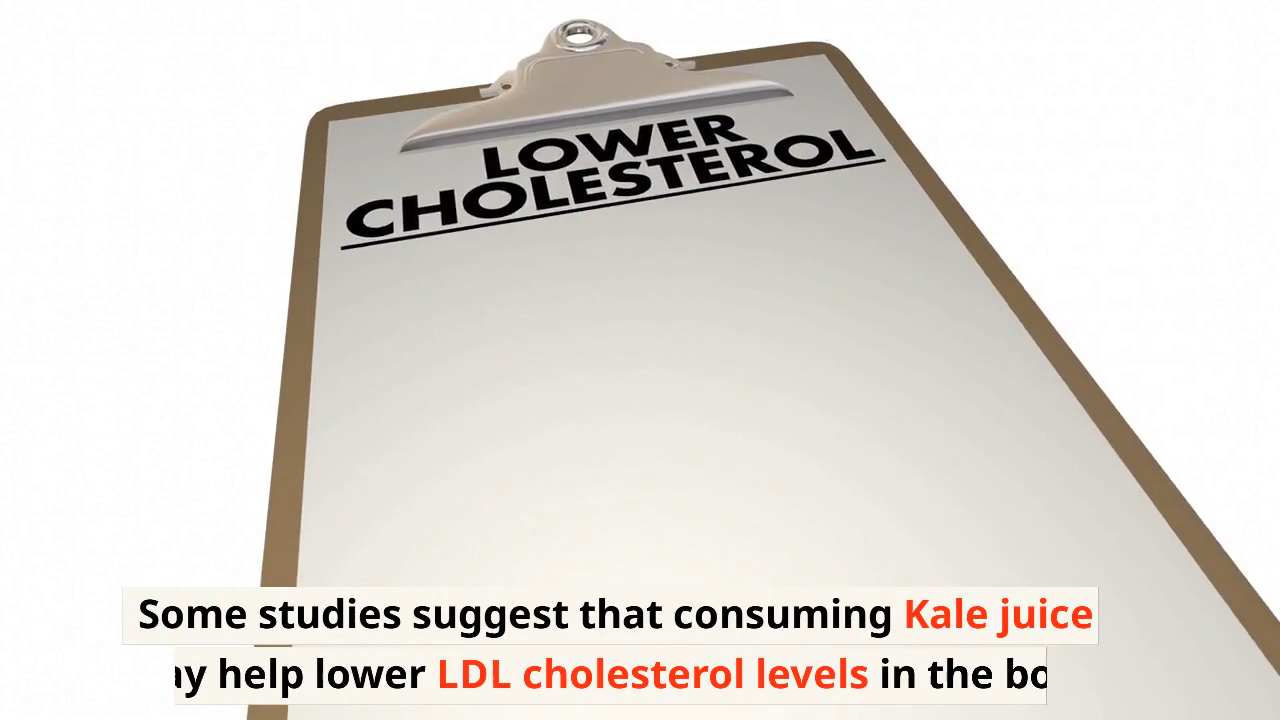 LOWER
CHOLESTEROL
Some studies suggest that consuming Kale juice
ay help lower LDL cholesterol levels in the bo